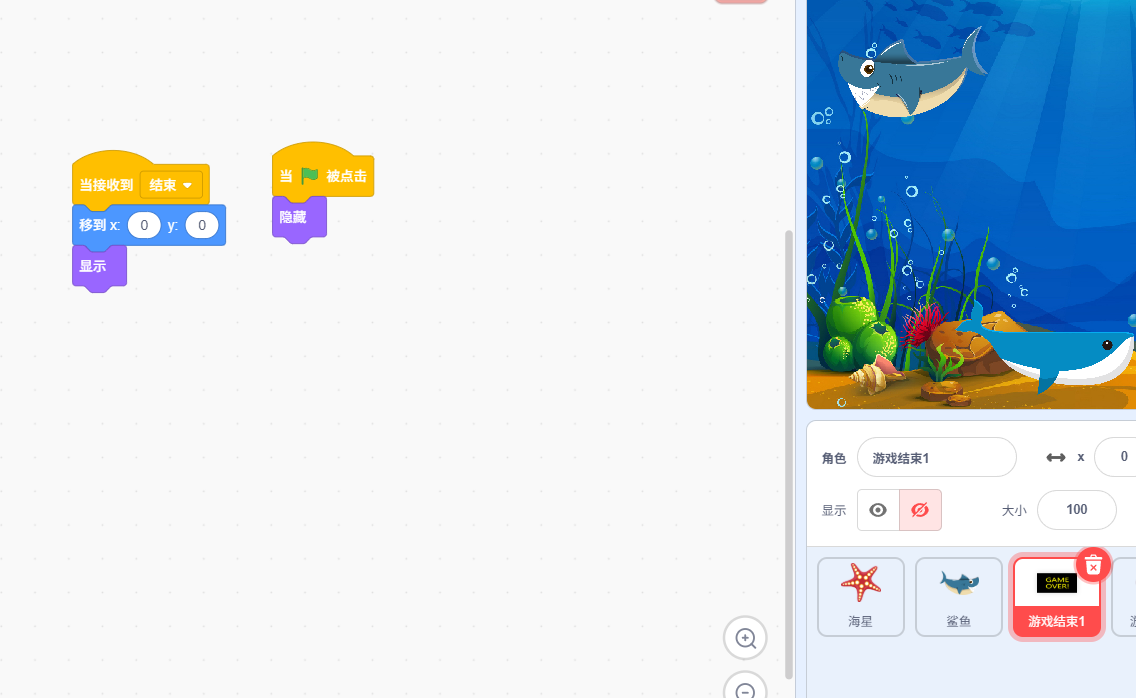 当接收到 结束
移到 x: 0 y: 0
显示
当 被点击
隐藏
角色 游戏结束1 x 0
显示 大小 100
GAME
OVER!
海星 鲨鱼 游戏结束1